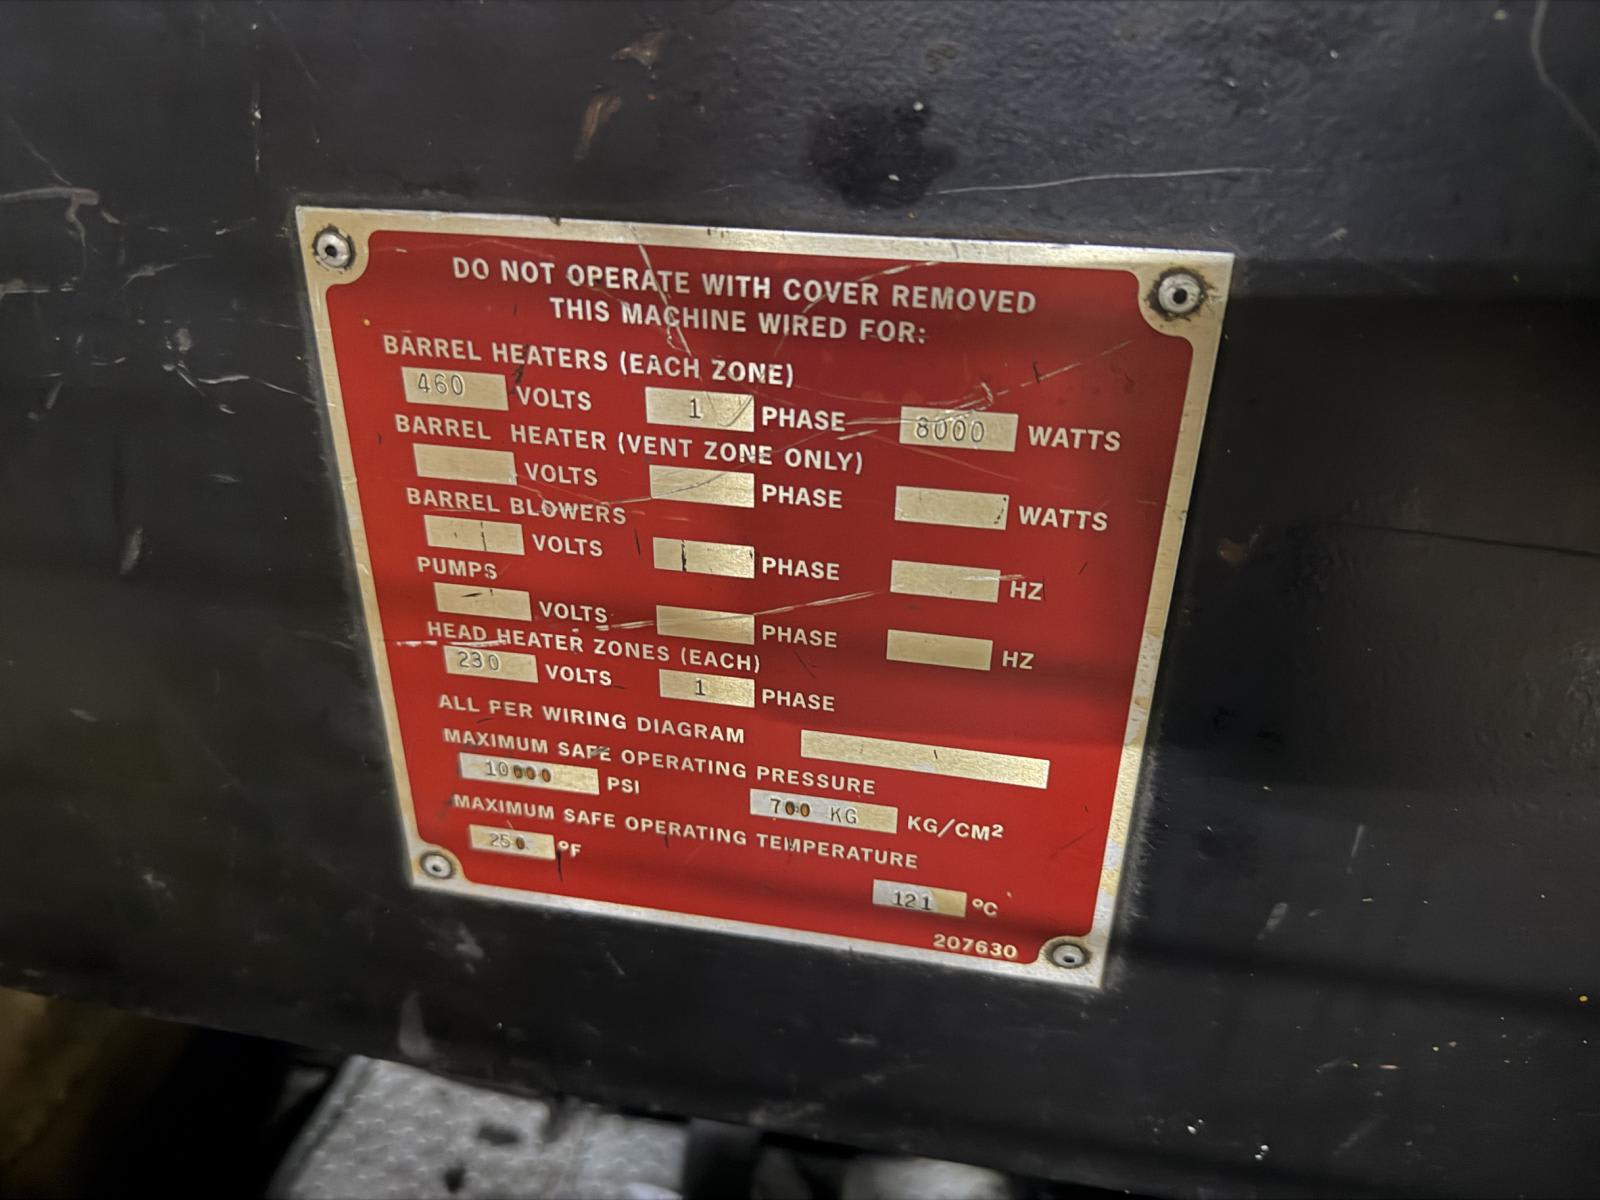 DO NOT OPERATE WITH COVER REMOVED
THIS MACHINE WIRED FOR:
BARREL HEATERS (EACH ZONE)
460 VOLTS 1 PHASE 8000 WATTS
BARREL HEATER (VENT ZONE ONLY)
VOLTS PHASE WATTS
BARREL BLOWERS
VOLTS PHASE HZ
PUMPS
VOLTS PHASE HZ
HEAD HEATER ZONES (EACH)
230 VOLTS 1 PHASE
ALL PER WIRING DIAGRAM
MAXIMUM SAFE OPERATING PRESSURE
10000 PSI 700 KG KG/CM²
MAXIMUM SAFE OPERATING TEMPERATURE
250 °F 121 °C
207630